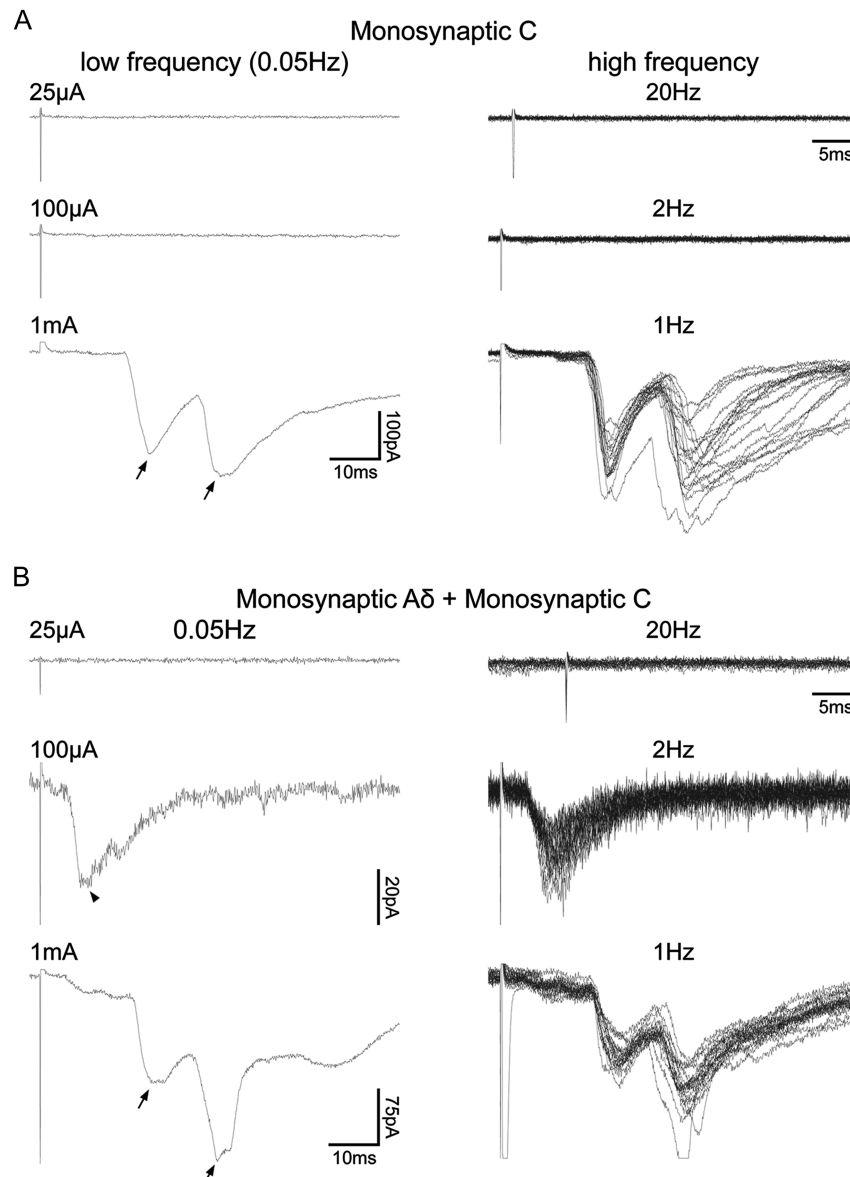 A
Monosynaptic C
low frequency (0.05Hz)
high frequency
25µA
20Hz
5ms
100µA
2Hz
1mA
1Hz
100pA
10ms
B
Monosynaptic Aδ + Monosynaptic C
25µA
0.05Hz
20Hz
5ms
100µA
2Hz
20pA
1mA
1Hz
75pA
10ms